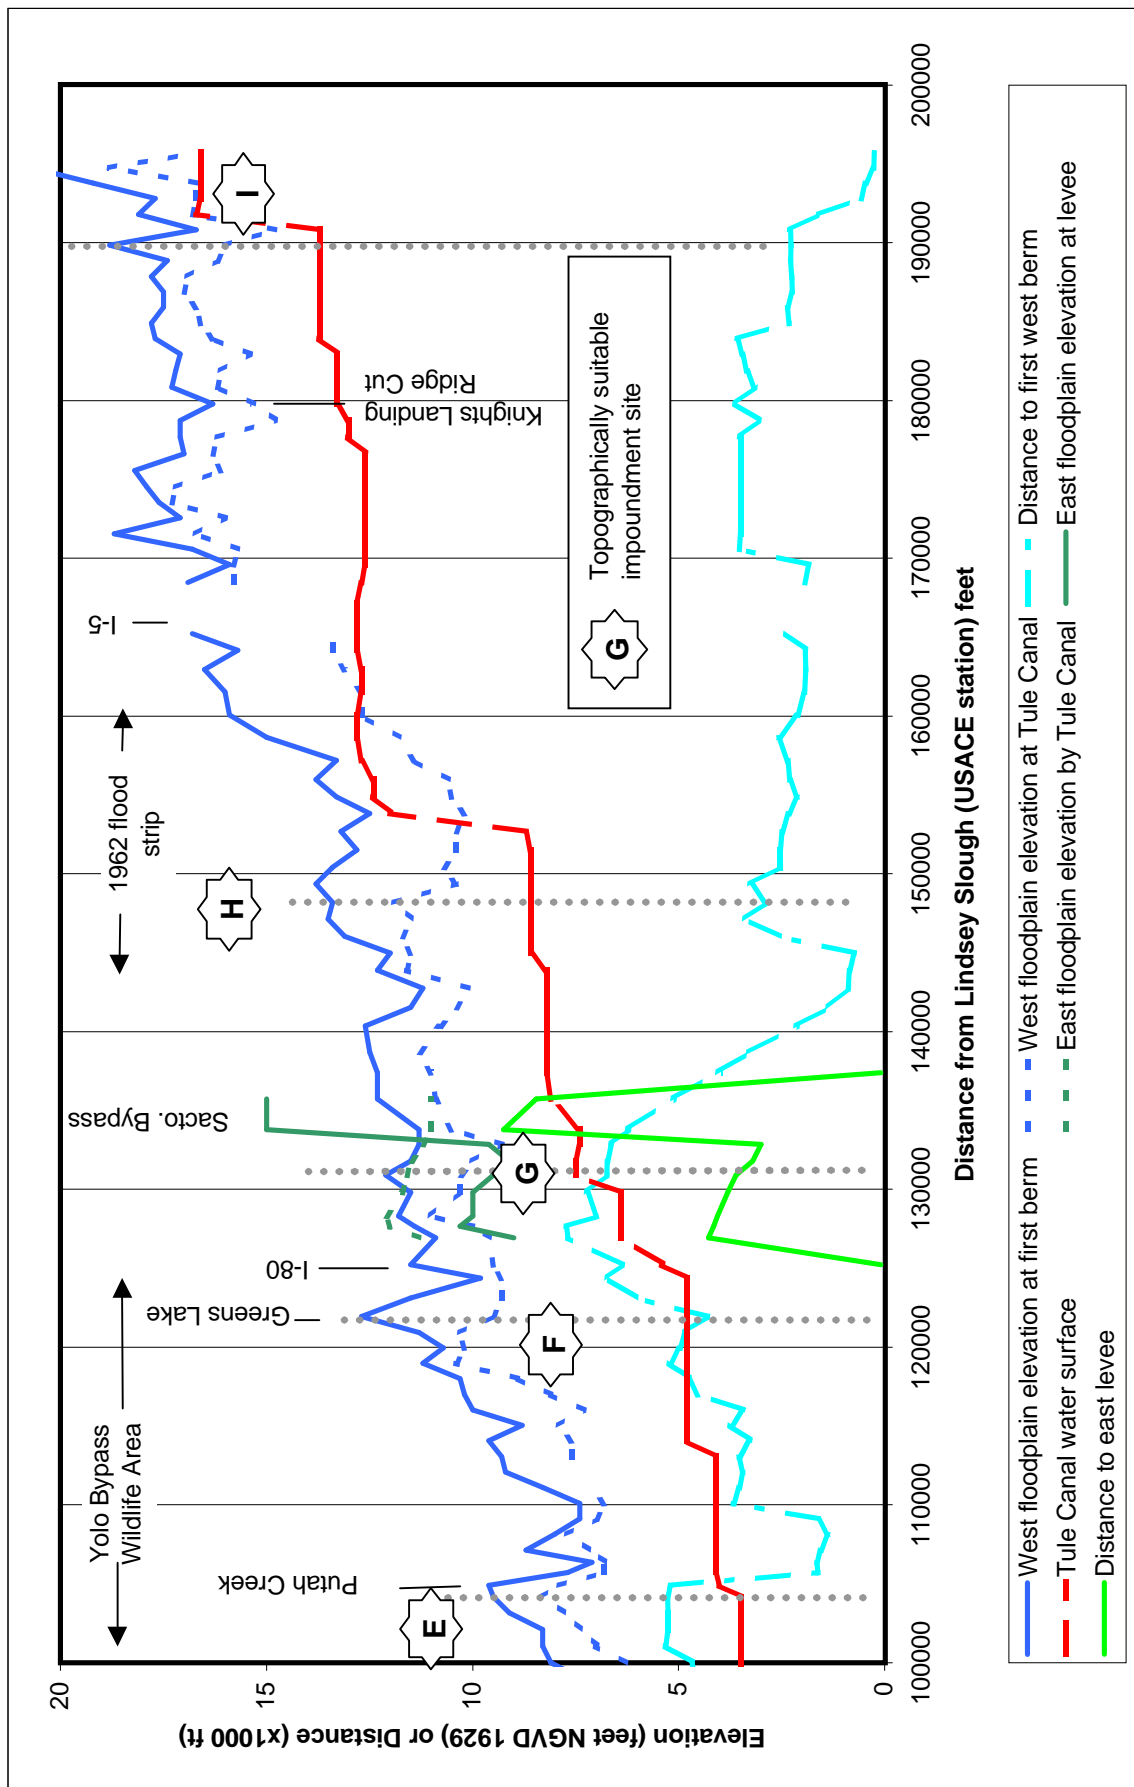 Yolo Bypass
Wildlife Area
1962 flood
strip
Putah Creek
Greens Lake
I-80
Sacto. Bypass
I-5
Knights Landing
Ridge Cut
E
F
G
H
I
G
Topographically suitable
impoundment site
Elevation (feet NGVD 1929) or Distance (x1000 ft)
20
15
10
5
0
100000
110000
120000
130000
140000
150000
160000
170000
180000
190000
200000
Distance from Lindsey Slough (USACE station) feet
West floodplain elevation at first berm
West floodplain elevation at Tule Canal
Distance to first west berm
Tule Canal water surface
East floodplain elevation by Tule Canal
East floodplain elevation at levee
Distance to east levee